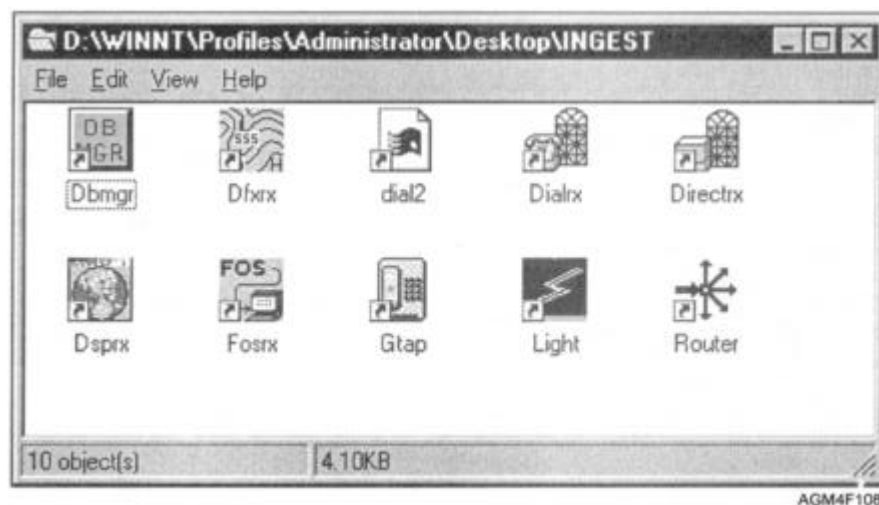 D:\WINNT\Profiles\Administrator\Desktop\INGEST
File Edit View Help
DB
MGR
SSS
H
FOS
Dbmgr Dfxrx dial2 Dialrx Directrx
Dsprx Fosrx Gtap Light Router
10 object(s) 4.10KB
AGM4F108